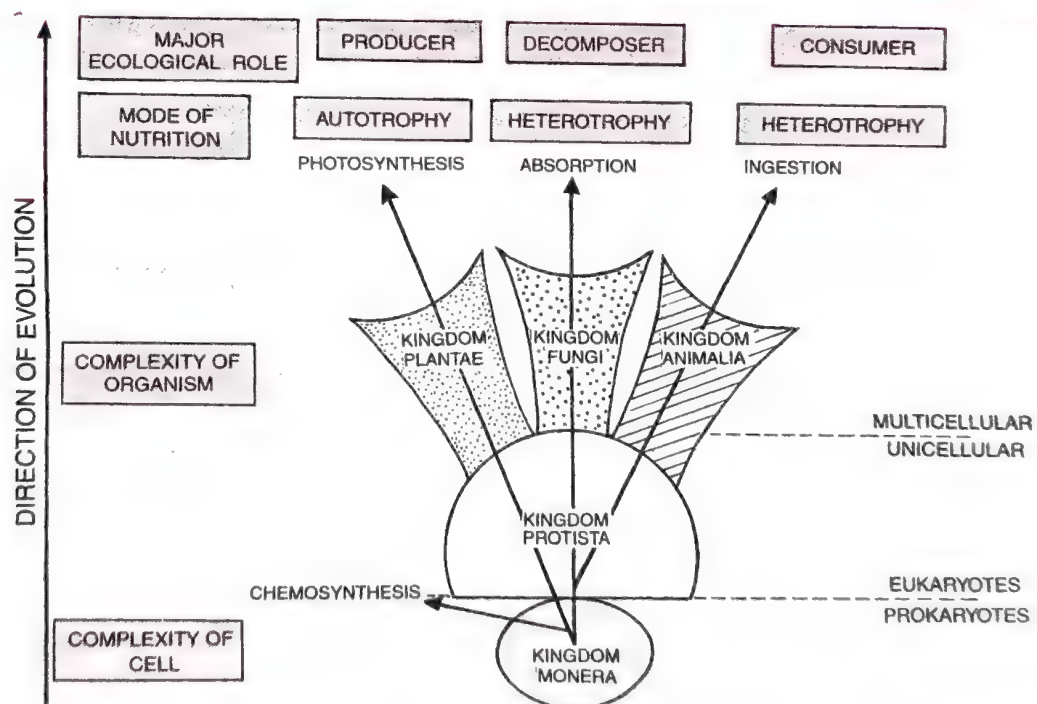 MAJOR
ECOLOGICAL ROLE
PRODUCER
DECOMPOSER
CONSUMER
MODE OF
NUTRITION
AUTOTROPHY
HETEROTROPHY
HETEROTROPHY
PHOTOSYNTHESIS
ABSORPTION
INGESTION
DIRECTION OF EVOLUTION
KINGDOM
PLANTAE
KINGDOM
FUNGI
KINGDOM
ANIMALIA
COMPLEXITY OF
ORGANISM
MULTICELLULAR
UNICELLULAR
KINGDOM
PROTISTA
CHEMOSYNTHESIS
EUKARYOTES
PROKARYOTES
COMPLEXITY OF
CELL
KINGDOM
MONERA